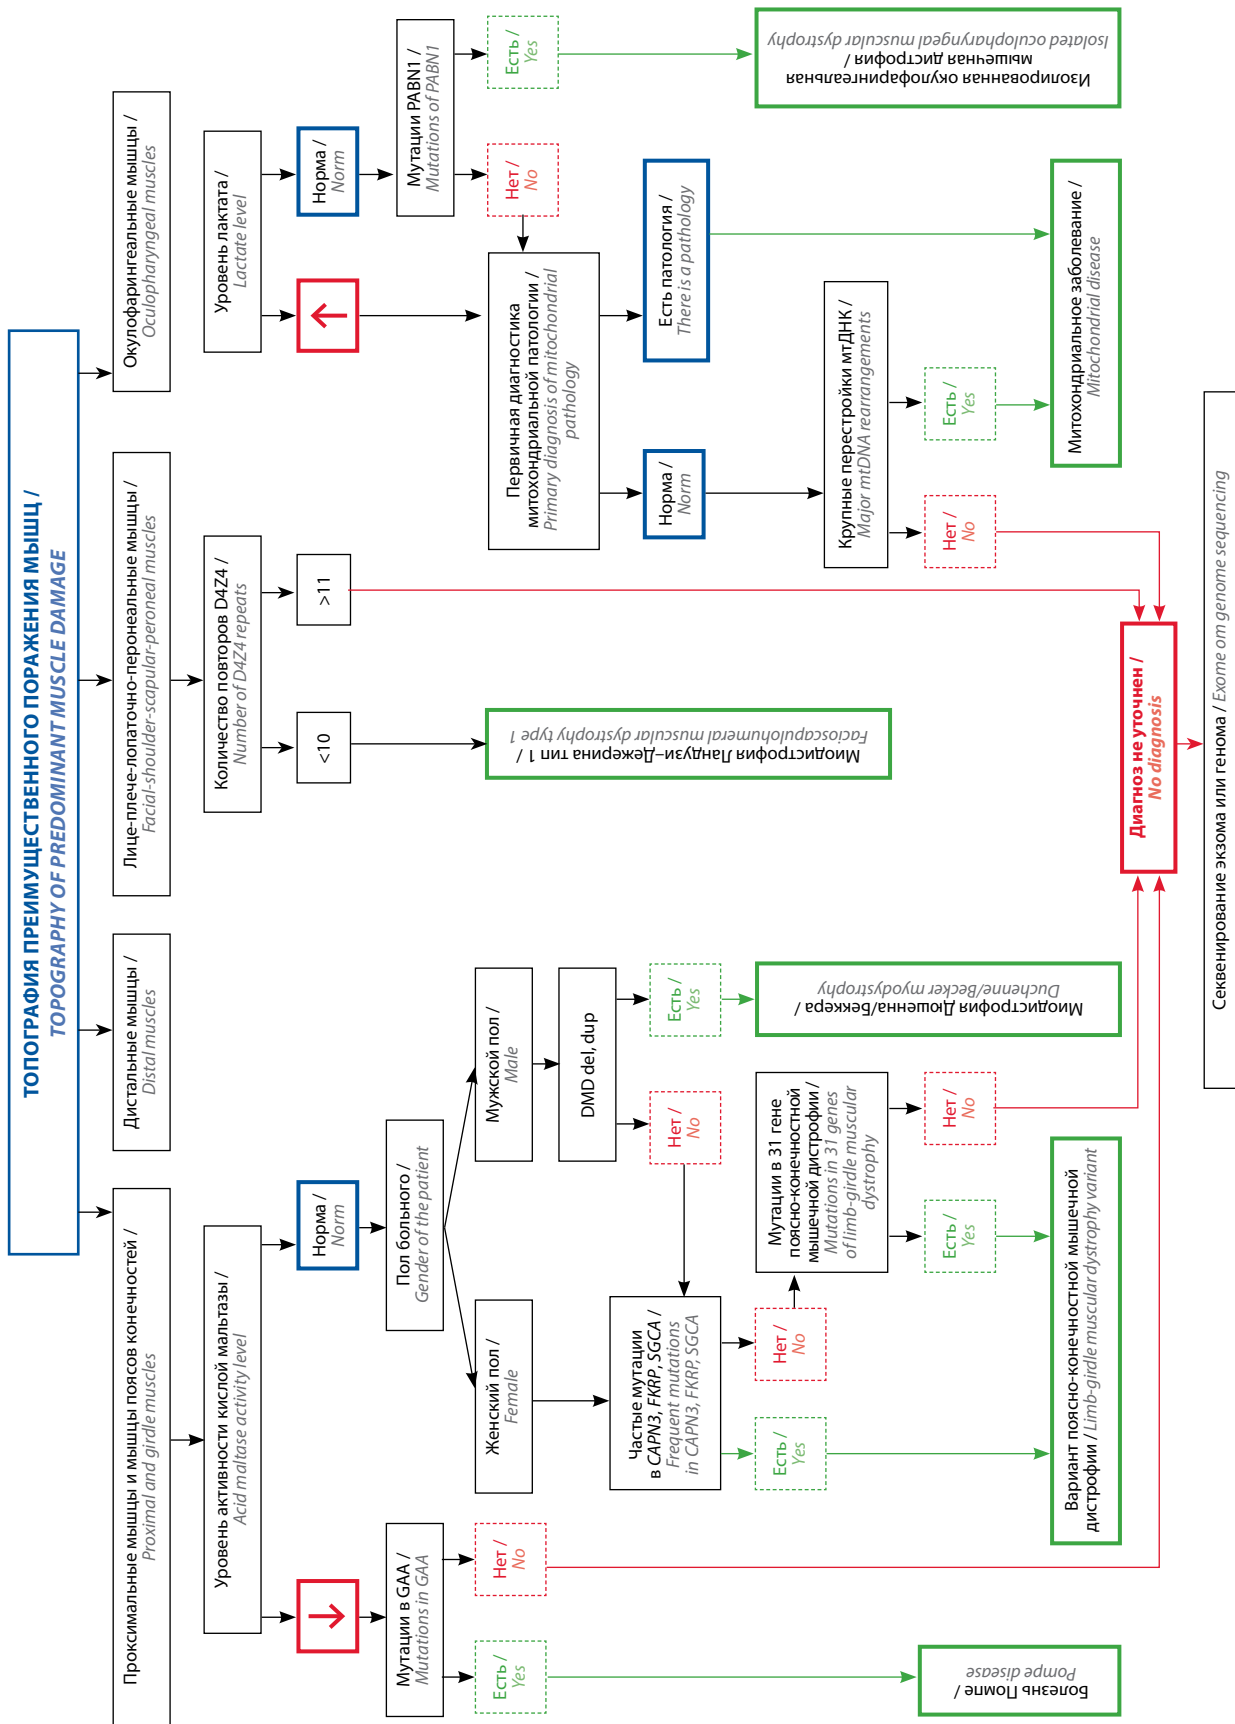 ТОПОГРАФИЯ ПРЕИМУЩЕСТВЕННОГО ПОРАЖЕНИЯ МЫШЦ /
TOPOGRAPHY OF PREDOMINANT MUSCLE DAMAGE
Проксимальные мышцы и мышцы поясов конечностей /
Proximal and girdle muscles
Дистальные мышцы /
Distal muscles
Лице-плече-лопаточно-перонеальные мышцы /
Facial-shoulder-scapular-peroneal muscles
Окулофарингеальные мышцы /
Oculopharyngeal muscles
Уровень активности кислой мальтазы /
Acid maltase activity level
Количество повторов D4Z4 /
Number of D4Z4 repeats
Уровень лактата /
Lactate level
↓
Норма /
Norm
<10
>11
↑
Норма /
Norm
Мутации в GAA /
Mutations in GAA
Пол больного /
Gender of the patient
Мутации PABN1 /
Mutations of PABN1
Есть /
Yes
Нет /
No
Женский пол /
Female
Мужской пол /
Male
Миодистрофия Ландузи–Дежерина тип 1 /
Facioscapulohumeral muscular dystrophy type 1
Первичная диагностика
митохондриальной патологии /
Primary diagnosis of mitochondrial
pathology
Нет /
No
Есть /
Yes
DMD del, dup
Частые мутации
в CAPN3, FKRP, SGCA /
Frequent mutations
in CAPN3, FKRP, SGCA
Нет /
No
Есть /
Yes
Норма /
Norm
Есть патология /
There is a pathology
Есть /
Yes
Нет /
No
Мутации в 31 гене
поясно-конечностной
мышечной дистрофии /
Mutations in 31 genes
of limb-girdle muscular
dystrophy
Миодистрофия Дюшенна/Беккера /
Duchenne/Becker myodystrophy
Изолированная окулофарингеальная
мышечная дистрофия /
Isolated oculopharyngeal muscular dystrophy
Крупные перестройки мтДНК /
Major mtDNA rearrangements
Болезнь Помпе /
Pompe disease
Есть /
Yes
Нет /
No
Нет /
No
Есть /
Yes
Вариант поясно-конечностной мышечной
дистрофии / Limb-girdle muscular dystrophy variant
Митохондриальное заболевание /
Mitochondrial disease
Диагноз не уточнен /
No diagnosis
Секвенирование экзома или генома / Exome om genome sequencing